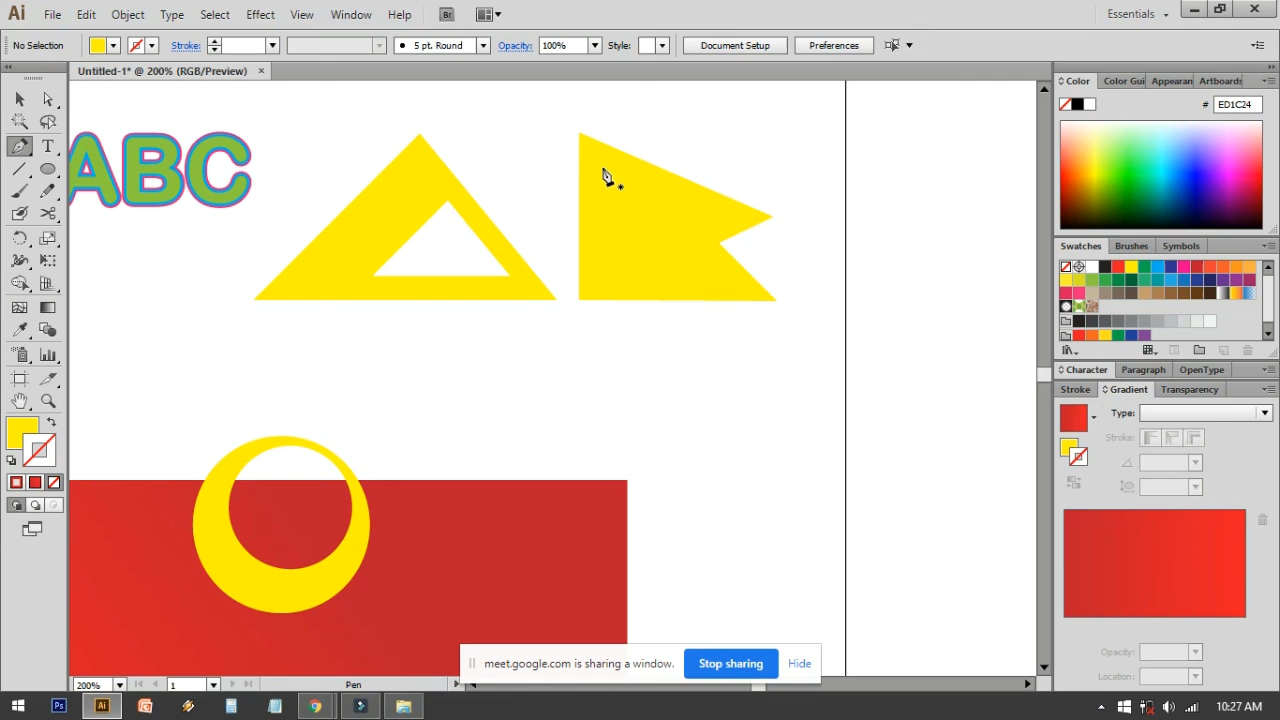 Ai File Edit Object Type Select Effect View Window Help Br Essentials
No Selection Stroke: 5 pt. Round Opacity: 100% Style: Document Setup Preferences
Untitled-1* @ 200% (RGB/Preview)
Color Color Gui Appearan Artboards
# ED1C24
ABC
T
Swatches Brushes Symbols
Character Paragraph OpenType
Stroke Gradient Transparency
Type:
Stroke:
Opacity:
Location:
meet.google.com is sharing a window. Stop sharing Hide
200% 1 Pen
Ps Ai 10:27 AM